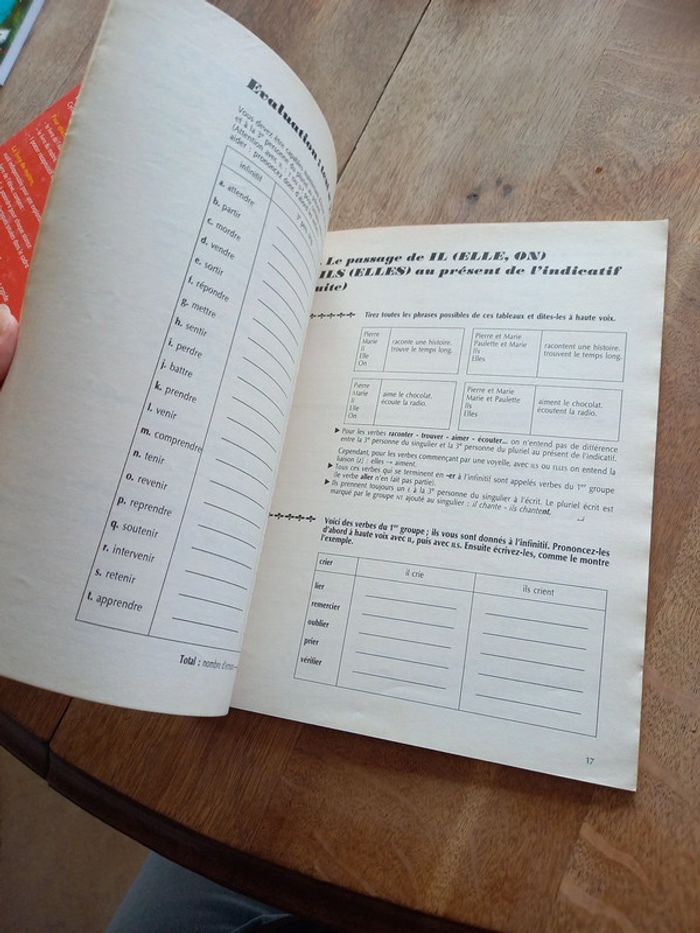 Evaluation :
Vous devez être capables
et à la 3e personne du
(Attention avec
aider : prononcez donc d'abord
infinitif
a. attendre
b. partir
c. mordre
d. vendre
e. sortir
f. répondre
g. mettre
h. sentir
i. perdre
j. battre
k. prendre
l. venir
m. comprendre
n. tenir
o. revenir
p. reprendre
q. soutenir
r. intervenir
s. retenir
t. apprendre
Total :
Le passage de IL (ELLE, ON)
ILS (ELLES) au présent de l'indicatif
uite)
Tirez toutes les phrases possibles de ces tableaux et dites-les à haute voix.
Pierre
Marie
Il
Elle
On
raconte une histoire.
trouve le temps long.
Pierre et Marie
Paulette et Marie
Ils
Elles
racontent une histoire.
trouvent le temps long.
Pierre
Marie
Il
Elle
On
aime le chocolat.
écoute la radio.
Pierre et Marie
Marie et Paulette
Ils
Elles
aiment le chocolat.
écoutent la radio.
Pour les verbes raconter - trouver - aimer - écouter... on n'entend pas de différence
entre la 3e personne du singulier et la 3e personne du pluriel au présent de l'indicatif.
Cependant, pour les verbes commençant par une voyelle, avec ILS ou ELLES on entend la
liaison (z) : elles → aiment.
Tous ces verbes qui se terminent en -er à l'infinitif sont appelés verbes du 1er groupe
(le verbe aller n'en fait pas partie).
Ils prennent toujours un E à la 3e personne du singulier à l'écrit. Le pluriel écrit est
marqué par le groupe NT ajouté au singulier : il chante - ils chantent.
Voici des verbes du 1er groupe ; ils vous sont donnés à l'infinitif. Prononcez-les
d'abord à haute voix avec IL, puis avec ILS. Ensuite écrivez-les, comme le montre
l'exemple.
crier
il crie
ils crient
lier
remercier
oublier
prier
vérifier
17